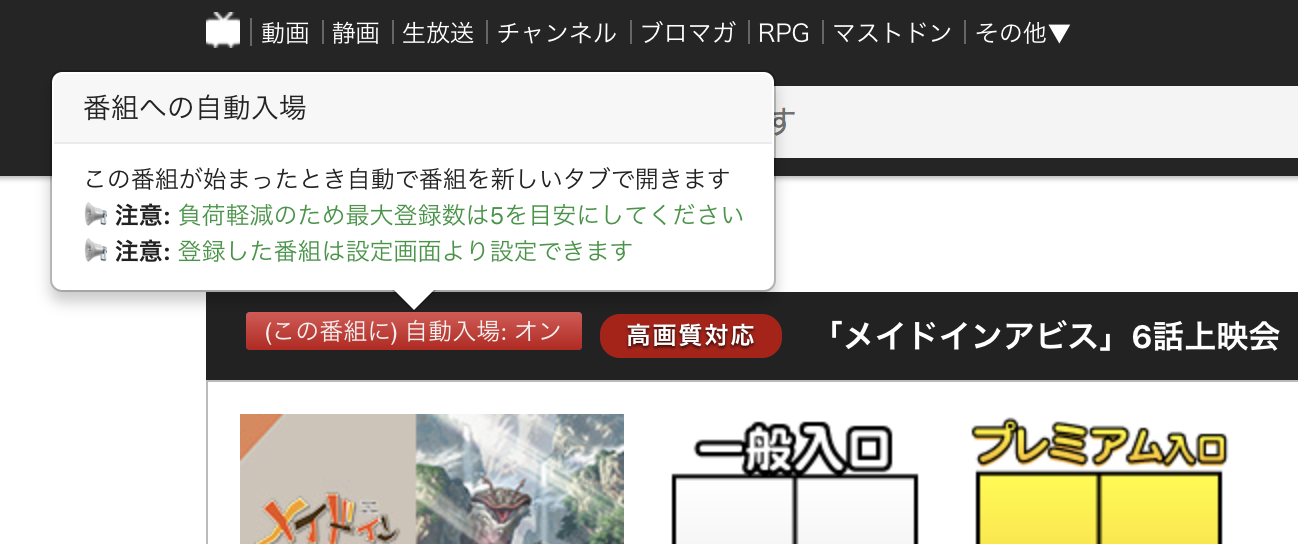 動画 静画 生放送 チャンネル ブロマガ RPG マストドン その他▼
番組への自動入場
す
この番組が始まったとき自動で番組を新しいタブで開きます
注意: 負荷軽減のため最大登録数は5を目安にしてください
注意: 登録した番組は設定画面より設定できます
(この番組に) 自動入場: オン
高画質対応
「メイドインアビス」6話上映会
一般入口
プレミアム入口
メイドイン